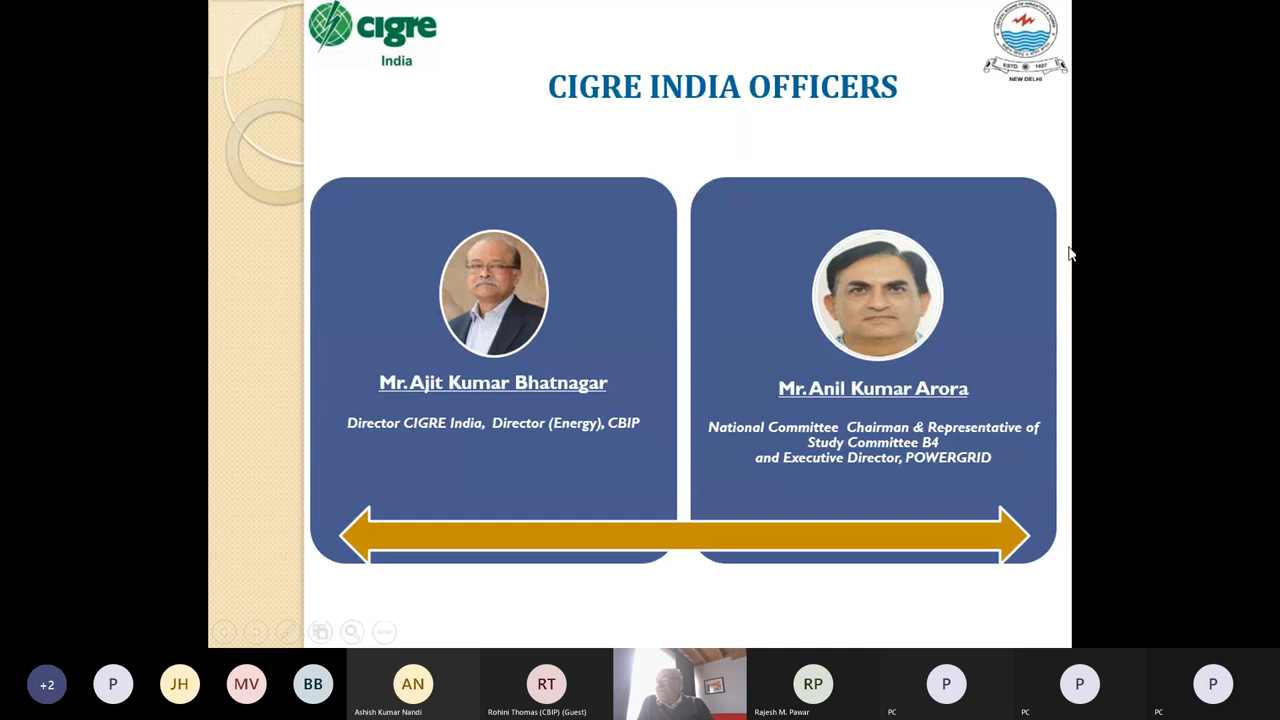 cigre
India
ESTD. 1927
NEW DELHI
CIGRE INDIA OFFICERS
Mr. Ajit Kumar Bhatnagar
Director CIGRE India, Director (Energy), CBIP
Mr. Anil Kumar Arora
National Committee Chairman & Representative of
Study Committee B4
and Executive Director, POWERGRID
+2
P
JH
MV
BB
AN
Ashish Kumar Nandi
RT
Rohini Thomas (CBIP) (Guest)
RP
Rajesh M. Pawar
P
PC
P
PC
P
PC